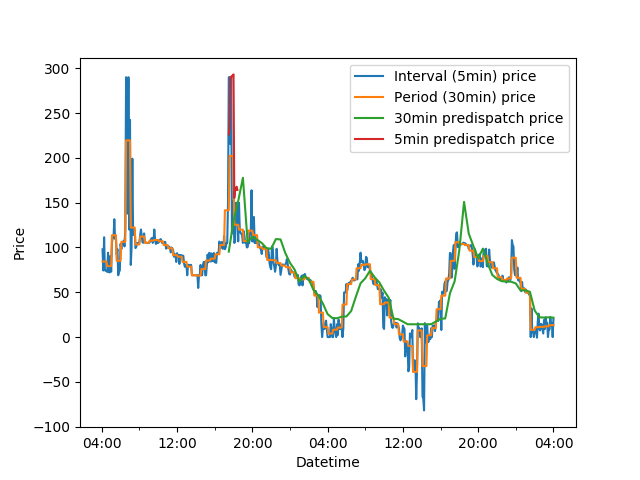 Interval (5min) price
Period (30min) price
30min predispatch price
5min predispatch price
300
250
200
150
100
50
0
−50
−100
Price
04:00 12:00 20:00 04:00 12:00 20:00 04:00
Datetime